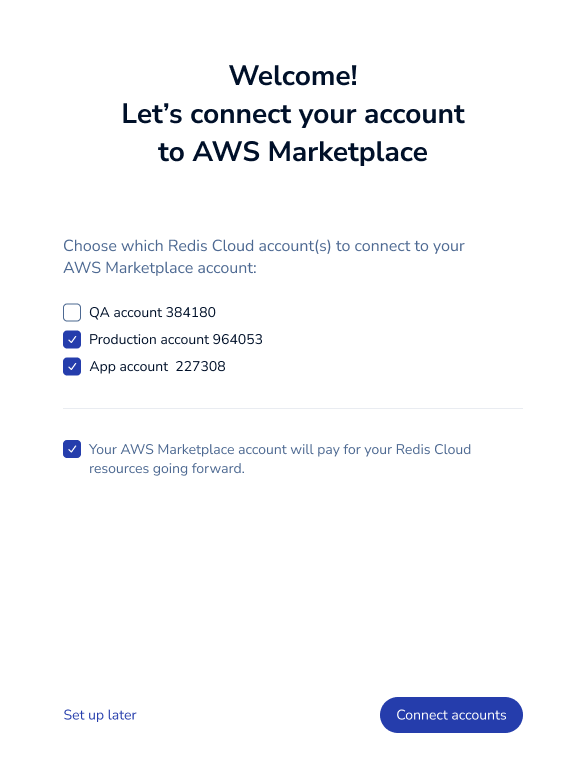 Welcome!
Let’s connect your account
to AWS Marketplace
Choose which Redis Cloud account(s) to connect to your
AWS Marketplace account:
QA account 384180
Production account 964053
App account  227308
Your AWS Marketplace account will pay for your Redis Cloud
resources going forward.
Set up later
Connect accounts